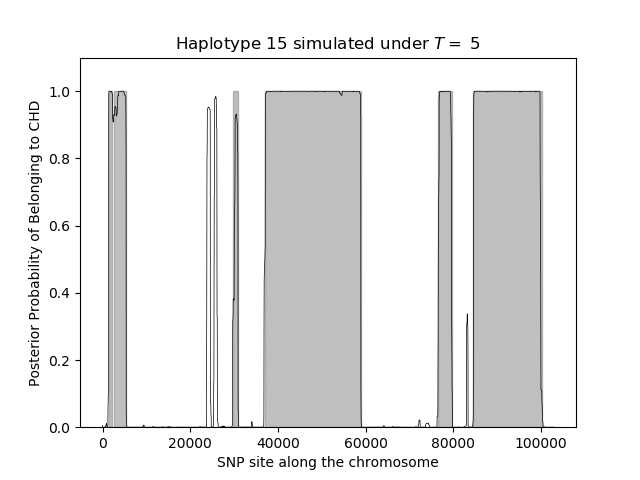 Haplotype 15 simulated under T = 5
Posterior Probability of Belonging to CHD
1.0
0.8
0.6
0.4
0.2
0.0
0 20000 40000 60000 80000 100000
SNP site along the chromosome